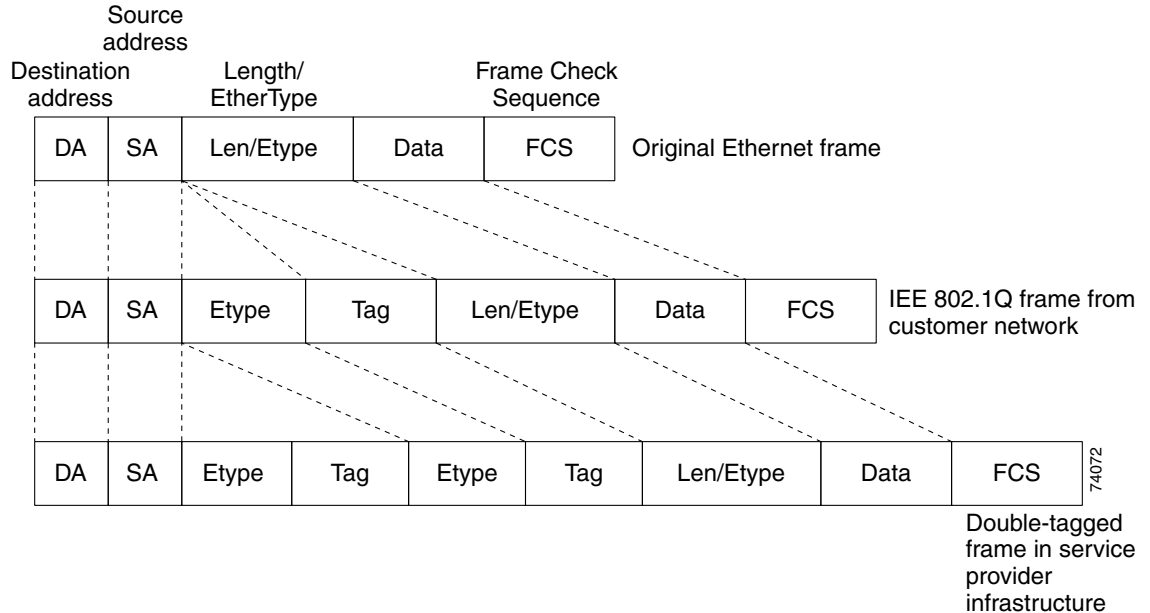 Source
address
Destination
address
Length/
EtherType
Frame Check
Sequence
DA SA Len/Etype Data FCS Original Ethernet frame
DA SA Etype Tag Len/Etype Data FCS
IEE 802.1Q frame from
customer network
DA SA Etype Tag Etype Tag Len/Etype Data FCS
74072
Double-tagged
frame in service
provider
infrastructure